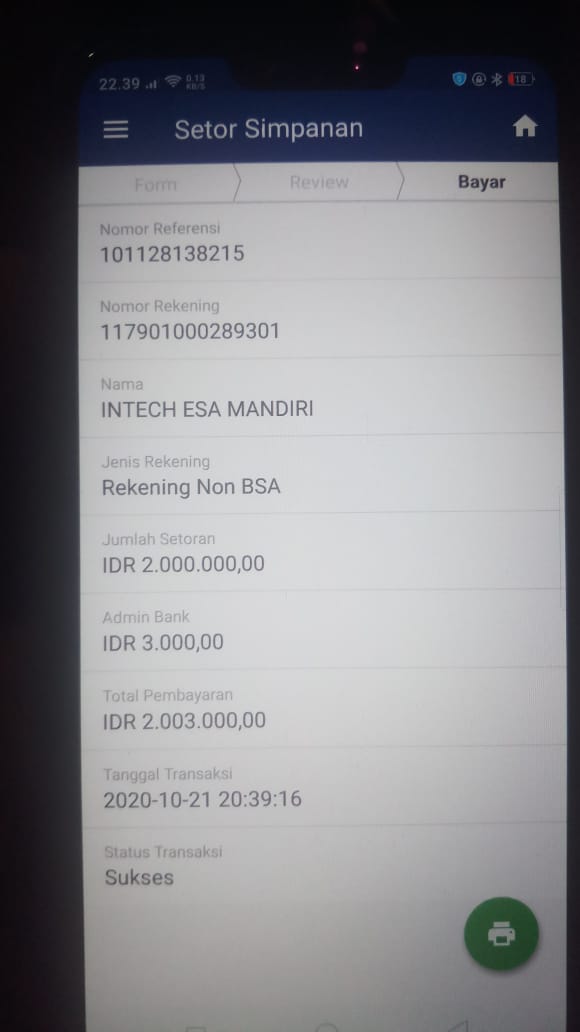 22.39 0.13 KB/S 18
Setor Simpanan
Form Review Bayar
Nomor Referensi
101128138215
Nomor Rekening
117901000289301
Nama
INTECH ESA MANDIRI
Jenis Rekening
Rekening Non BSA
Jumlah Setoran
IDR 2.000.000,00
Admin Bank
IDR 3.000,00
Total Pembayaran
IDR 2.003.000,00
Tanggal Transaksi
2020-10-21 20:39:16
Status Transaksi
Sukses